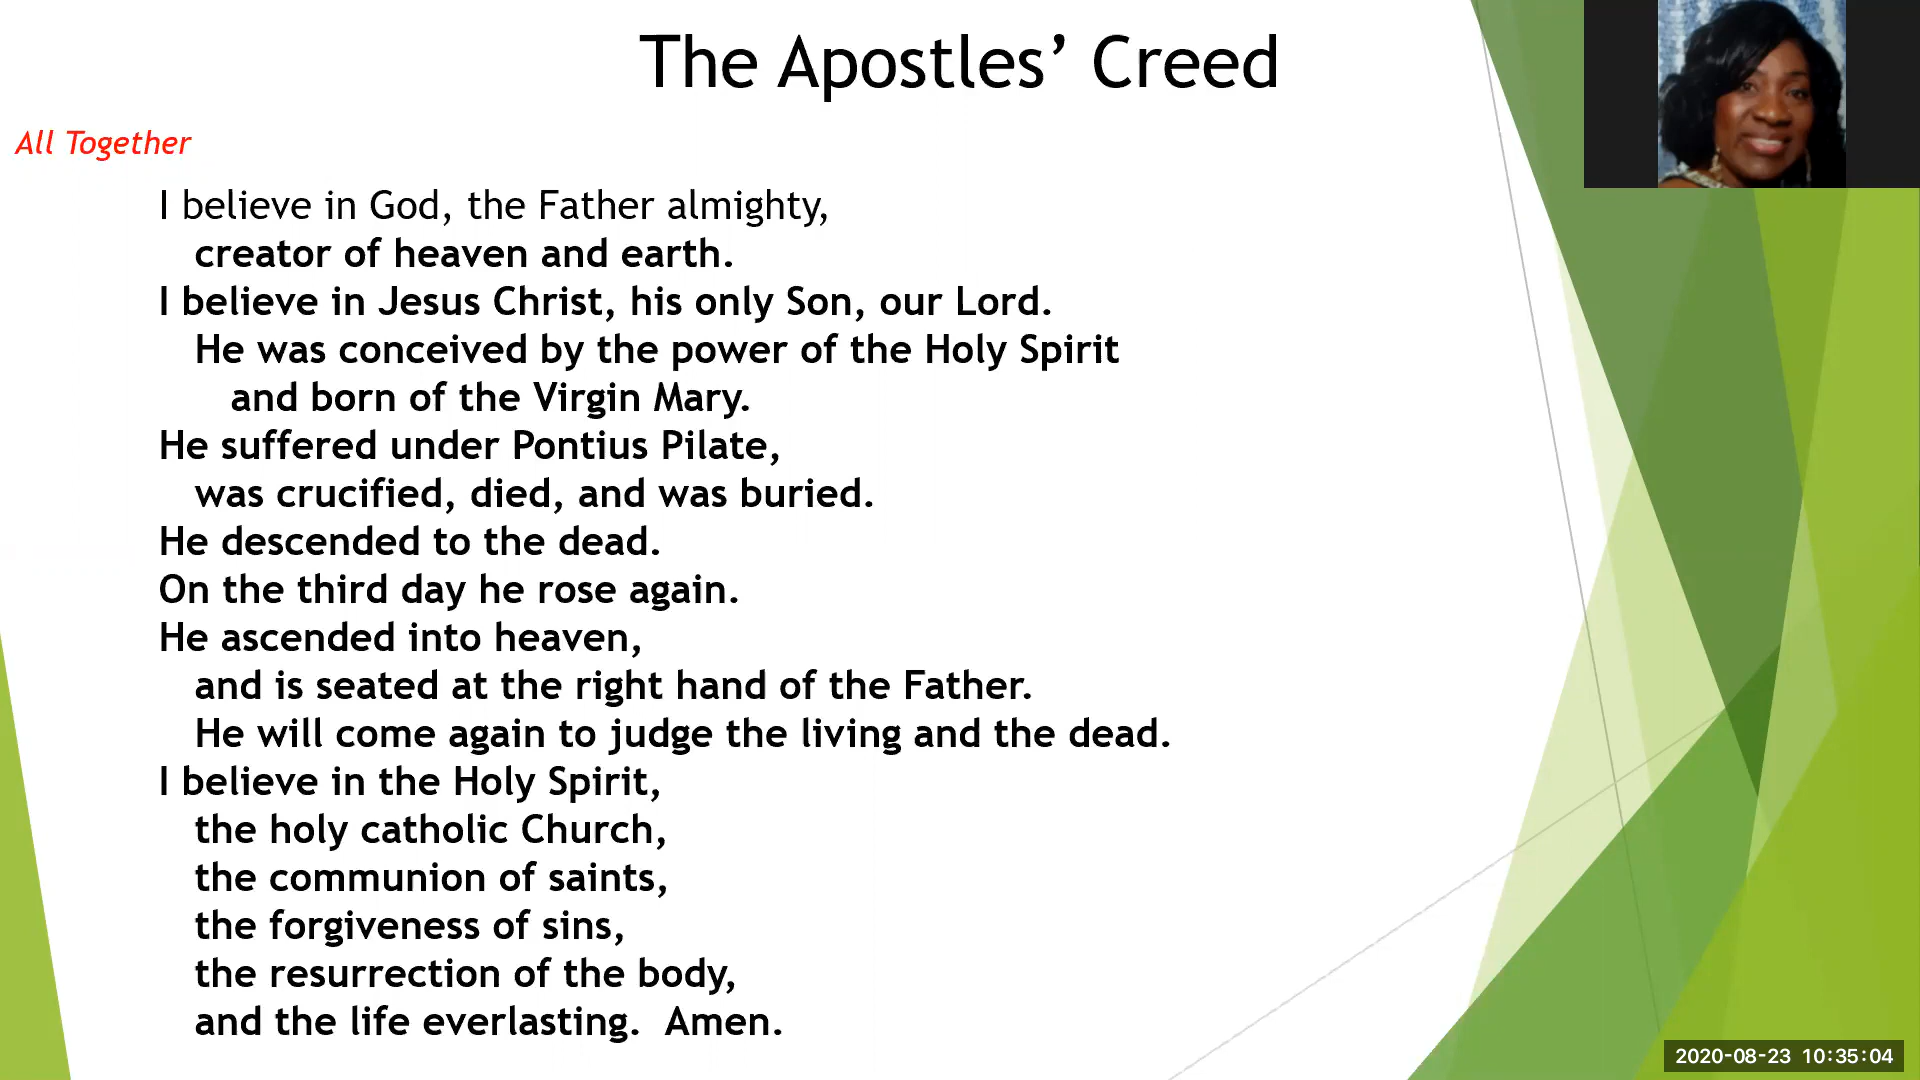 The Apostles’ Creed
All Together
I believe in God, the Father almighty,
creator of heaven and earth.
I believe in Jesus Christ, his only Son, our Lord.
He was conceived by the power of the Holy Spirit
and born of the Virgin Mary.
He suffered under Pontius Pilate,
was crucified, died, and was buried.
He descended to the dead.
On the third day he rose again.
He ascended into heaven,
and is seated at the right hand of the Father.
He will come again to judge the living and the dead.
I believe in the Holy Spirit,
the holy catholic Church,
the communion of saints,
the forgiveness of sins,
the resurrection of the body,
and the life everlasting.  Amen.
2020-08-23 10:35:04